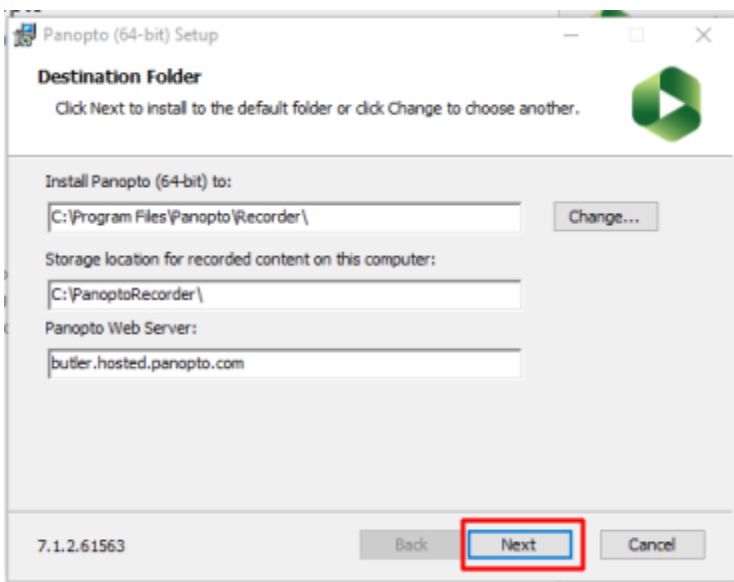 Panopto (64-bit) Setup
Destination Folder
Click Next to install to the default folder or click Change to choose another.
Install Panopto (64-bit) to:
C:\Program Files\Panopto\Recorder\
Change...
Storage location for recorded content on this computer:
C:\PanoptoRecorder\
Panopto Web Server:
butler.hosted.panopto.com
7.1.2.61563
Back
Next
Cancel